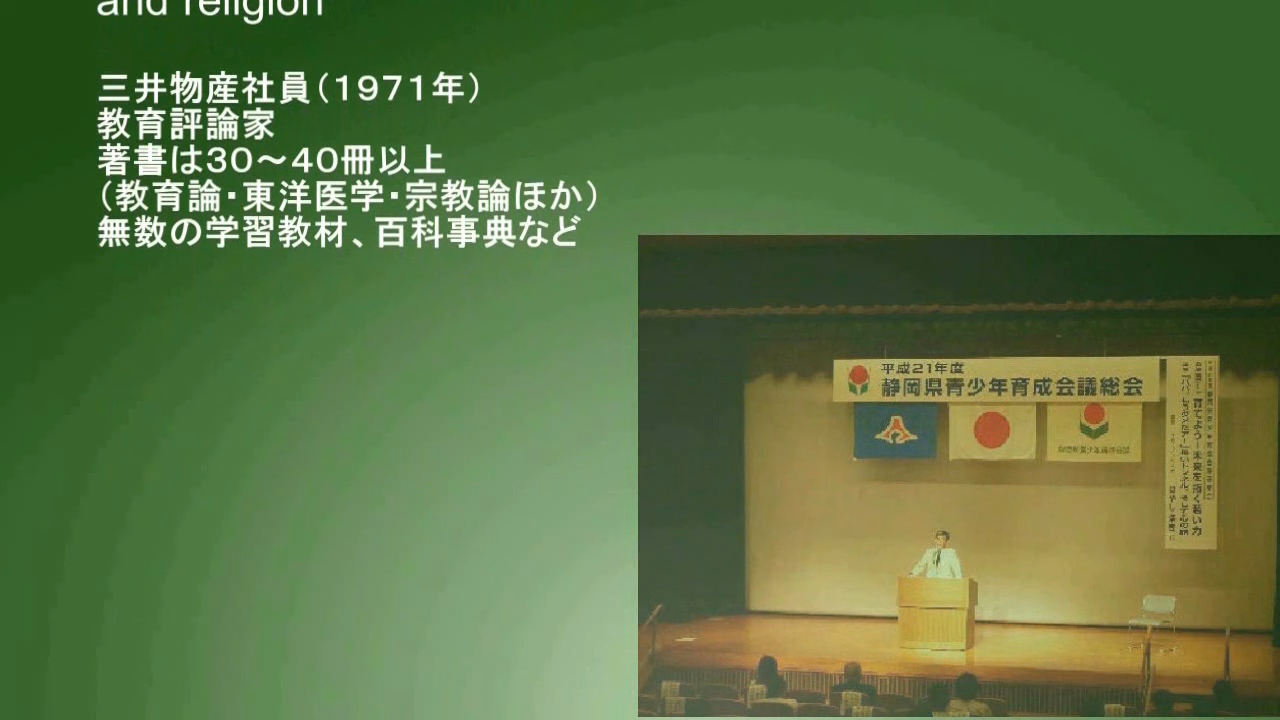 and religion
三井物産社員（1971年）
教育評論家
著書は30～40冊以上
（教育論・東洋医学・宗教論ほか）
無数の学習教材、百科事典など
平成21年度
静岡県青少年育成会議総会